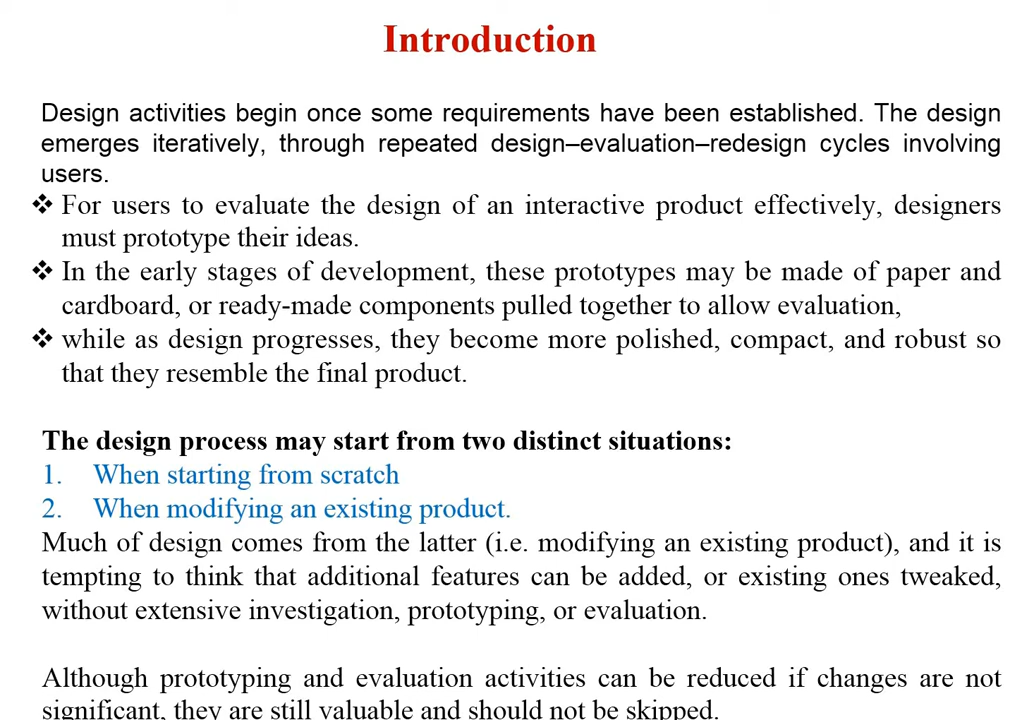 Introduction
Design activities begin once some requirements have been established. The design
emerges iteratively, through repeated design–evaluation–redesign cycles involving
users.
❖ For users to evaluate the design of an interactive product effectively, designers
must prototype their ideas.
❖ In the early stages of development, these prototypes may be made of paper and
cardboard, or ready-made components pulled together to allow evaluation,
❖ while as design progresses, they become more polished, compact, and robust so
that they resemble the final product.
The design process may start from two distinct situations:
1. When starting from scratch
2. When modifying an existing product.
Much of design comes from the latter (i.e. modifying an existing product), and it is
tempting to think that additional features can be added, or existing ones tweaked,
without extensive investigation, prototyping, or evaluation.
Although prototyping and evaluation activities can be reduced if changes are not
significant, they are still valuable and should not be skipped.